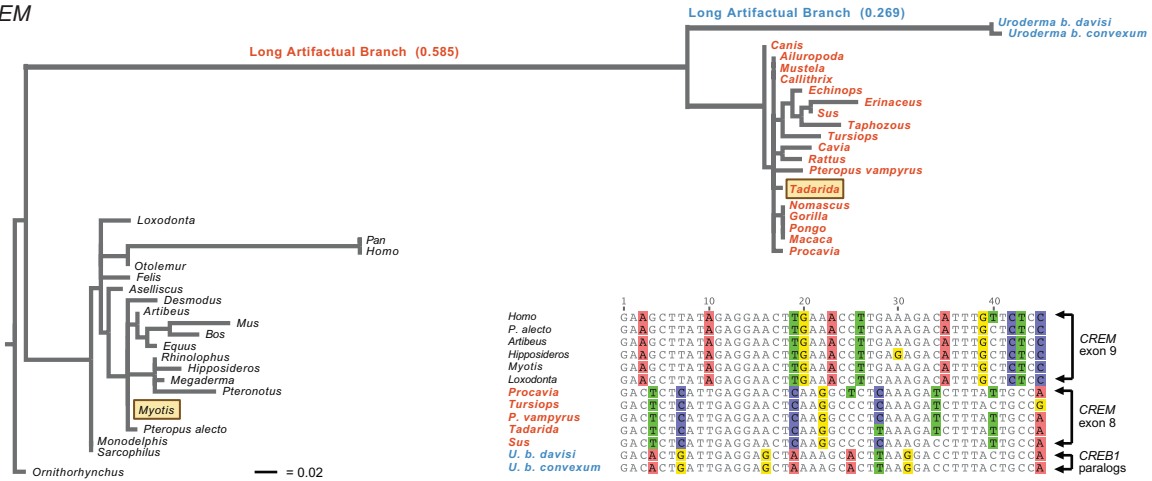 EM
Long Artifactual Branch (0.269)
Uroderma b. davisi
Uroderma b. convexum
Long Artifactual Branch (0.585)
Canis
Ailuropoda
Mustela
Callithrix
Echinops
Erinaceus
Sus
Taphozous
Tursiops
Cavia
Rattus
Pteropus vampyrus
Tadarida
Nomascus
Gorilla
Pongo
Macaca
Procavia
Loxodonta
Pan
Homo
Otolemur
Felis
Aselliscus
Desmodus
Artibeus
Mus
Bos
Equus
Rhinolophus
Hipposideros
Megaderma
Pteronotus
Myotis
Pteropus alecto
Monodelphis
Sarcophilus
Ornithorhynchus
= 0.02
1 10 20 30 40
Homo GAAGCTTATAGAGGAACTTGAAACCTTGAAAGACATTTGTTCTCC
P. alecto GAAGCTTATAGAGGAACTTGAAACCTTGAAAGACATTTGCTCTCC
Artibeus GAAGCTTATAGAGGAACTTGAAACCTTGAAAGACATTTGCTCTCC
Hipposideros GAAGCTTATAGAGGAACTTGAAACCTTGAGAGACATTTGCTCTCC
Myotis GAAGCTTATAGAGGAACTTGAAACCTTGAAAGACATTTGCTCTCC
Loxodonta GAAGCTTATAGAGGAACTTGAAACCTTGAAAGACATTTGCTCTCC
CREM
exon 9
Procavia GACTCTCATTGAGGAACTCAAGGCTCTCAAAGATCTTTATTGCCA
Tursiops GACTCTCATTGAGGAACTCAAGGCCCTCAAAGATCTTTACTGCCG
P. vampyrus GACTCTCATTGAGGAACTCAAGGCCCTCAAAGATCTTTATTGCCA
Tadarida GACTCTCATTGAGGAACTCAAGGCCCTTAAAGATCTTTATTGCCA
Sus GACTCTCATTGAGGAACTCAAGGCCCTCAAAGACCTTTATTGCCA
CREM
exon 8
U. b. davisi GACACTGATTGAGGAGCTAAAAGCACTTAAGGACCTTTACTGCCA
U. b. convexum GACACTGATTGAGGAGCTAAAAGCACTTAAGGACCTTTACTGCCA
CREB1
paralogs